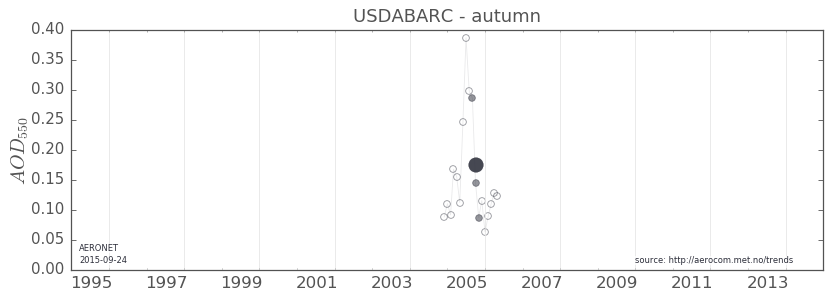 USDABARC - autumn
0.40
0.35
0.30
0.25
0.20
0.15
0.10
0.05
0.00
AOD550
AERONET
2015-09-24
source: http://aerocom.met.no/trends
1995 1997 1999 2001 2003 2005 2007 2009 2011 2013